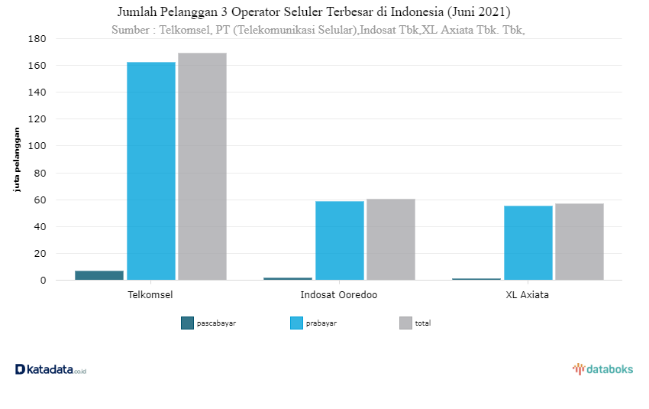 Jumlah Pelanggan 3 Operator Seluler Terbesar di Indonesia (Juni 2021)
Sumber : Telkomsel, PT (Telekomunikasi Selular),Indosat Tbk,XL Axiata Tbk. Tbk,
180
160
140
120
100
80
60
40
20
0
juta pelanggan
Telkomsel
Indosat Ooredoo
XL Axiata
pascabayar
prabayar
total
katadata.co.id
databoks